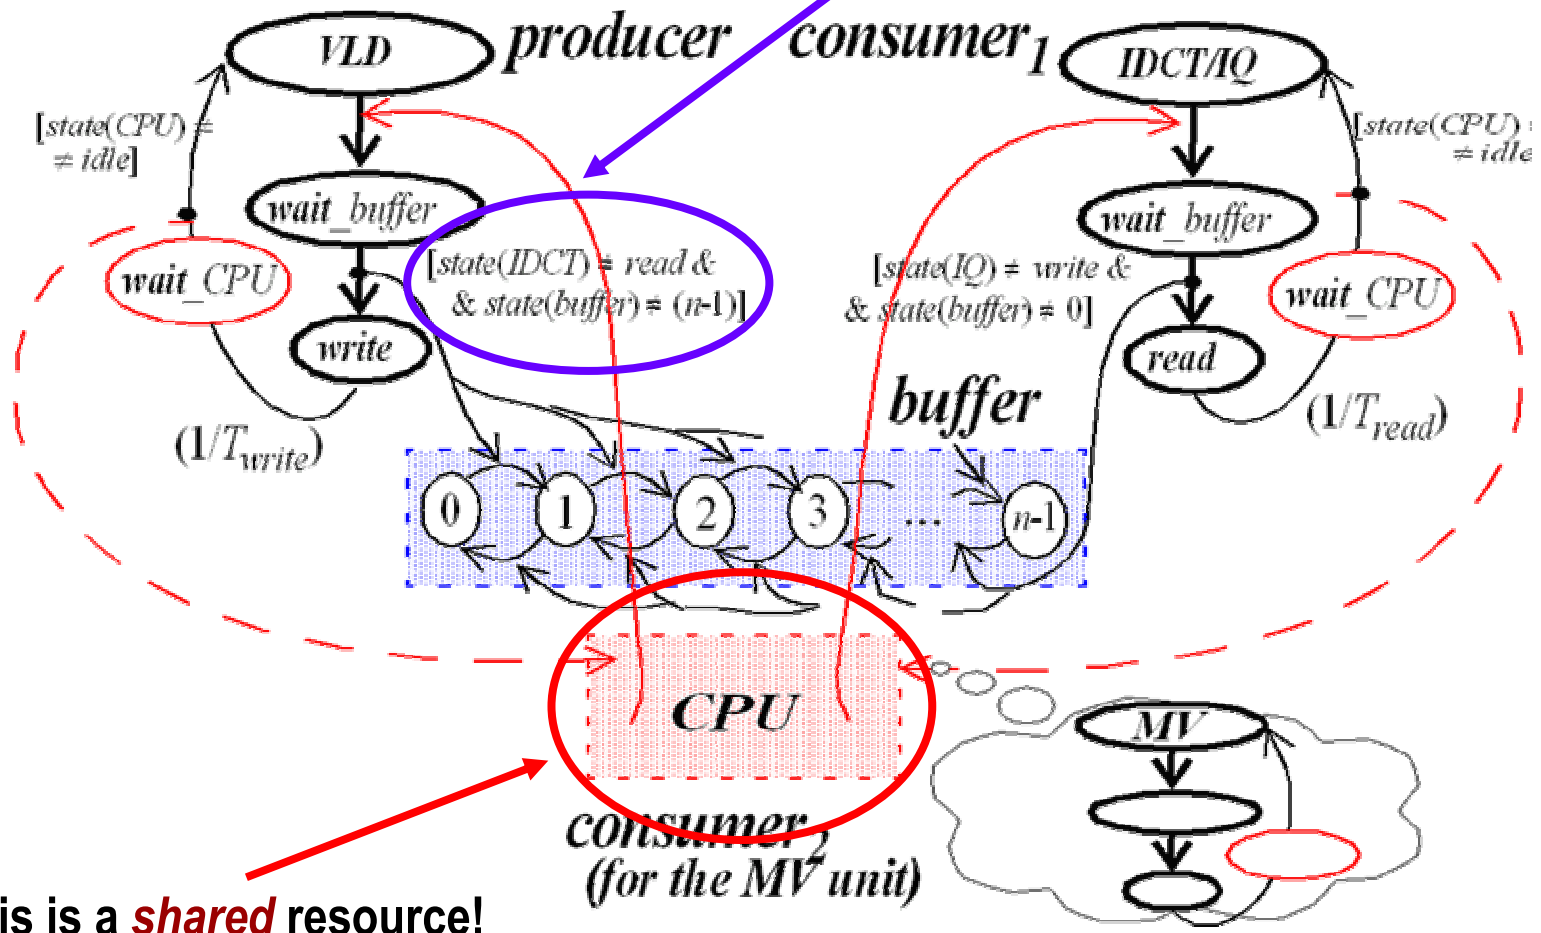 VLD
producer
consumer1
IDCT/IQ
[state(CPU) ≠
≠ idle]
[state(CPU)
≠ idle
wait_buffer
wait_buffer
[state(IDCT) ≠ read &
& state(buffer) ≠ (n-1)]
[state(IQ) ≠ write &
& state(buffer) ≠ 0]
wait_CPU
wait_CPU
write
read
buffer
(1/Twrite)
(1/Tread)
0 1 2 3 ... n-1
CPU
MV
consumer2
(for the MV unit)
is is a shared resource!